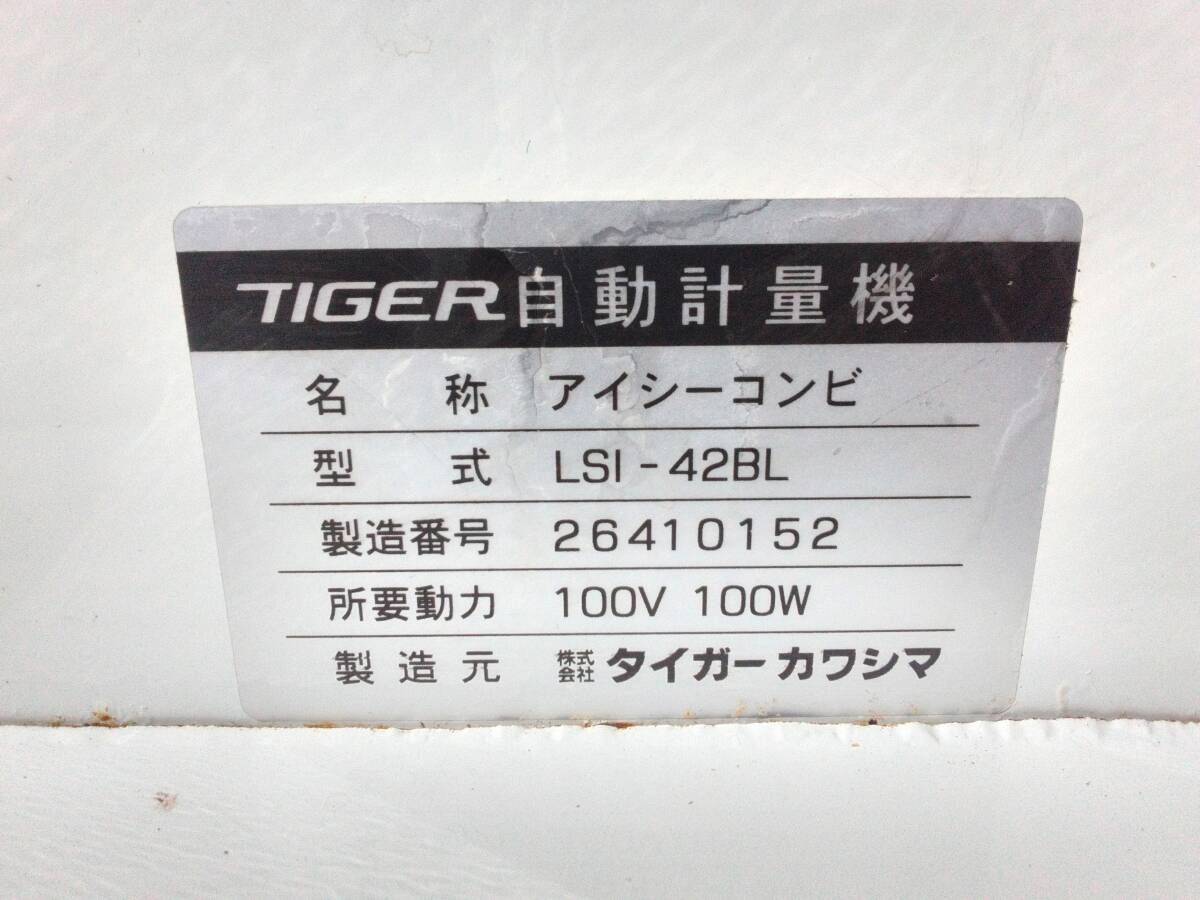 TIGER自動計量機
名称 アイシーコンビ
型式 LSI-42BL
製造番号 26410152
所要動力 100V 100W
製造元 株式会社 タイガーカワシマ